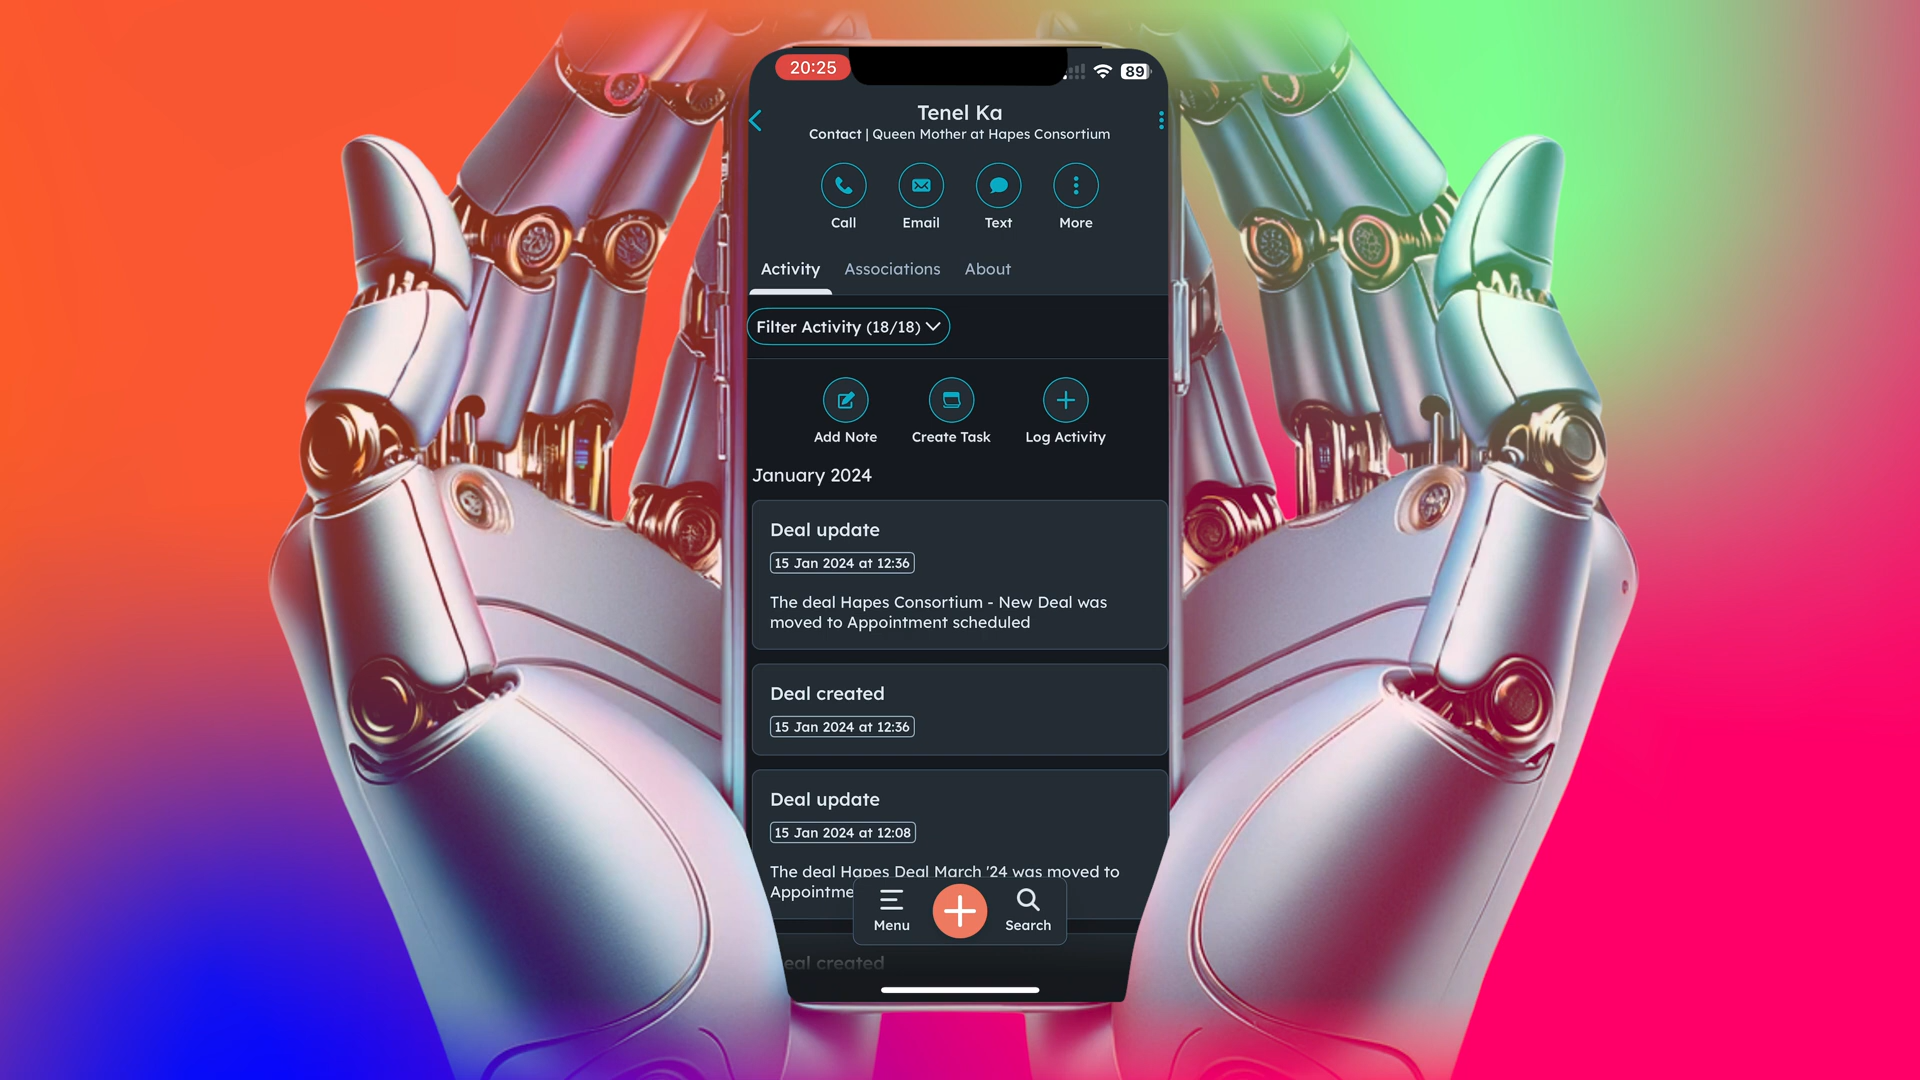 20:25
89
Tenel Ka
Contact | Queen Mother at Hapes Consortium
Call
Email
Text
More
Activity
Associations
About
Filter Activity (18/18)
Add Note
Create Task
Log Activity
January 2024
Deal update
15 Jan 2024 at 12:36
The deal Hapes Consortium - New Deal was
moved to Appointment scheduled
Deal created
15 Jan 2024 at 12:36
Deal update
15 Jan 2024 at 12:08
The deal Hapes Deal March '24 was moved to
Menu
Search
created